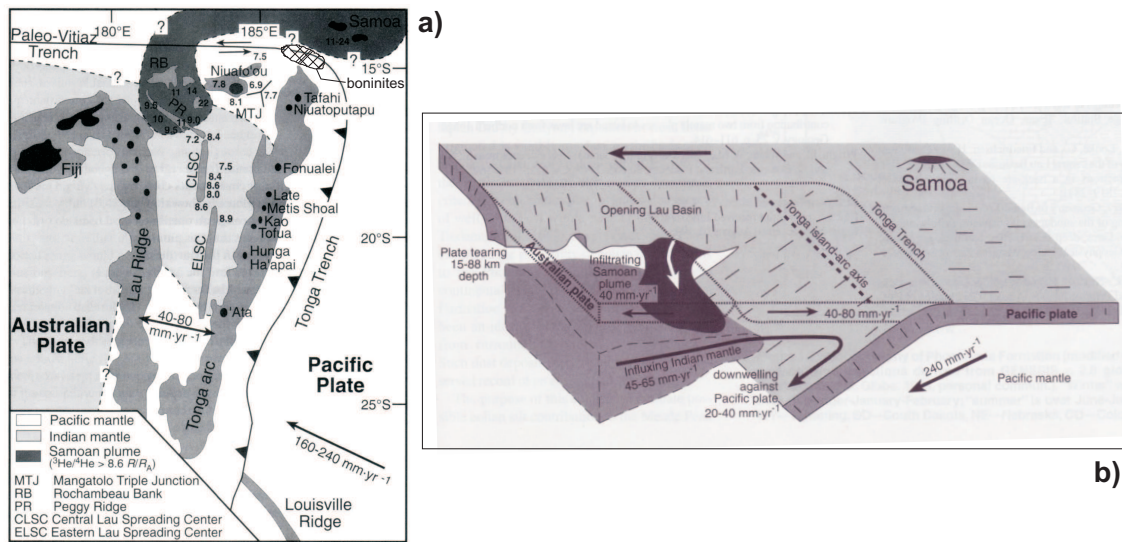 a)
180°E
185°E
?
?
Samoa
11-24
Paleo-Vitiaz
Trench
?
?
7.5
15°S
RB
Niuafo'ou
boninites
11
14
7.8
6.9
9.6
PR
22
8.1
7.7
Tafahi
10
11
9.0
MTJ
Niuatoputapu
9.5
7.2
8.4
Fiji
CLSC
7.5
Fonualei
8.4
8.6
8.0
Late
8.6
Metis Shoal
8.9
Kao
Tofua
20°S
Lau Ridge
ELSC
Hunga
Ha'apai
Tonga Trench
'Ata
Australian
Plate
40-80
mm·yr -1
Pacific
Plate
?
Tonga arc
25°S
160-240 mm·yr -1
Louisville
Ridge
Pacific mantle
Indian mantle
Samoan plume
(³He/⁴He > 8.6 R/RA)
MTJ Mangatolo Triple Junction
RB Rochambeau Bank
PR Peggy Ridge
CLSC Central Lau Spreading Center
ELSC Eastern Lau Spreading Center
Samoa
Opening Lau Basin
Tonga Trench
Tonga island-arc axis
Plate tearing
15-88 km
depth
Australian plate
Infiltrating
Samoan
plume
40 mm·yr-1
40-80 mm·yr-1
Pacific plate
Influxing Indian mantle
45-65 mm·yr-1
downwelling
against
Pacific plate
20-40 mm·yr-1
240 mm·yr-1
Pacific mantle
b)